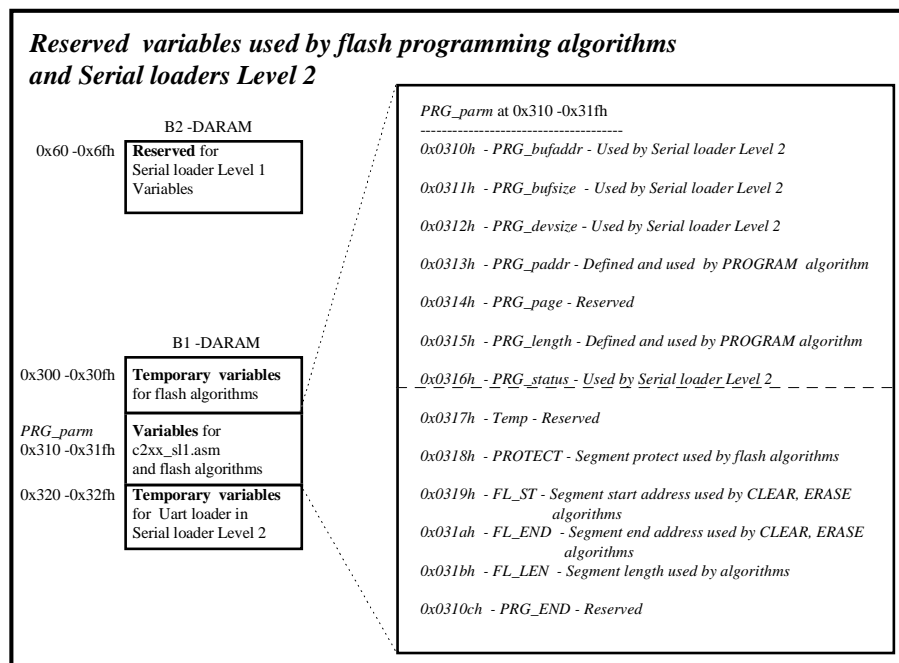 Reserved variables used by flash programming algorithms
and Serial loaders Level 2
B2 -DARAM
0x60 -0x6fh
Reserved for
Serial loader Level 1
Variables
B1 -DARAM
0x300 -0x30fh
Temporary variables
for flash algorithms
PRG_parm
0x310 -0x31fh
Variables for
c2xx_sl1.asm
and flash algorithms
0x320 -0x32fh
Temporary variables
for Uart loader in
Serial loader Level 2
PRG_parm at 0x310 -0x31fh
--------------------------------------
0x0310h - PRG_bufaddr - Used by Serial loader Level 2
0x0311h - PRG_bufsize - Used by Serial loader Level 2
0x0312h - PRG_devsize - Used by Serial loader Level 2
0x0313h - PRG_paddr - Defined and used by PROGRAM algorithm
0x0314h - PRG_page - Reserved
0x0315h - PRG_length - Defined and used by PROGRAM algorithm
0x0316h - PRG_status - Used by Serial loader Level 2
0x0317h - Temp - Reserved
0x0318h - PROTECT - Segment protect used by flash algorithms
0x0319h - FL_ST - Segment start address used by CLEAR, ERASE
algorithms
0x031ah - FL_END - Segment end address used by CLEAR, ERASE
algorithms
0x031bh - FL_LEN - Segment length used by algorithms
0x0310ch - PRG_END - Reserved